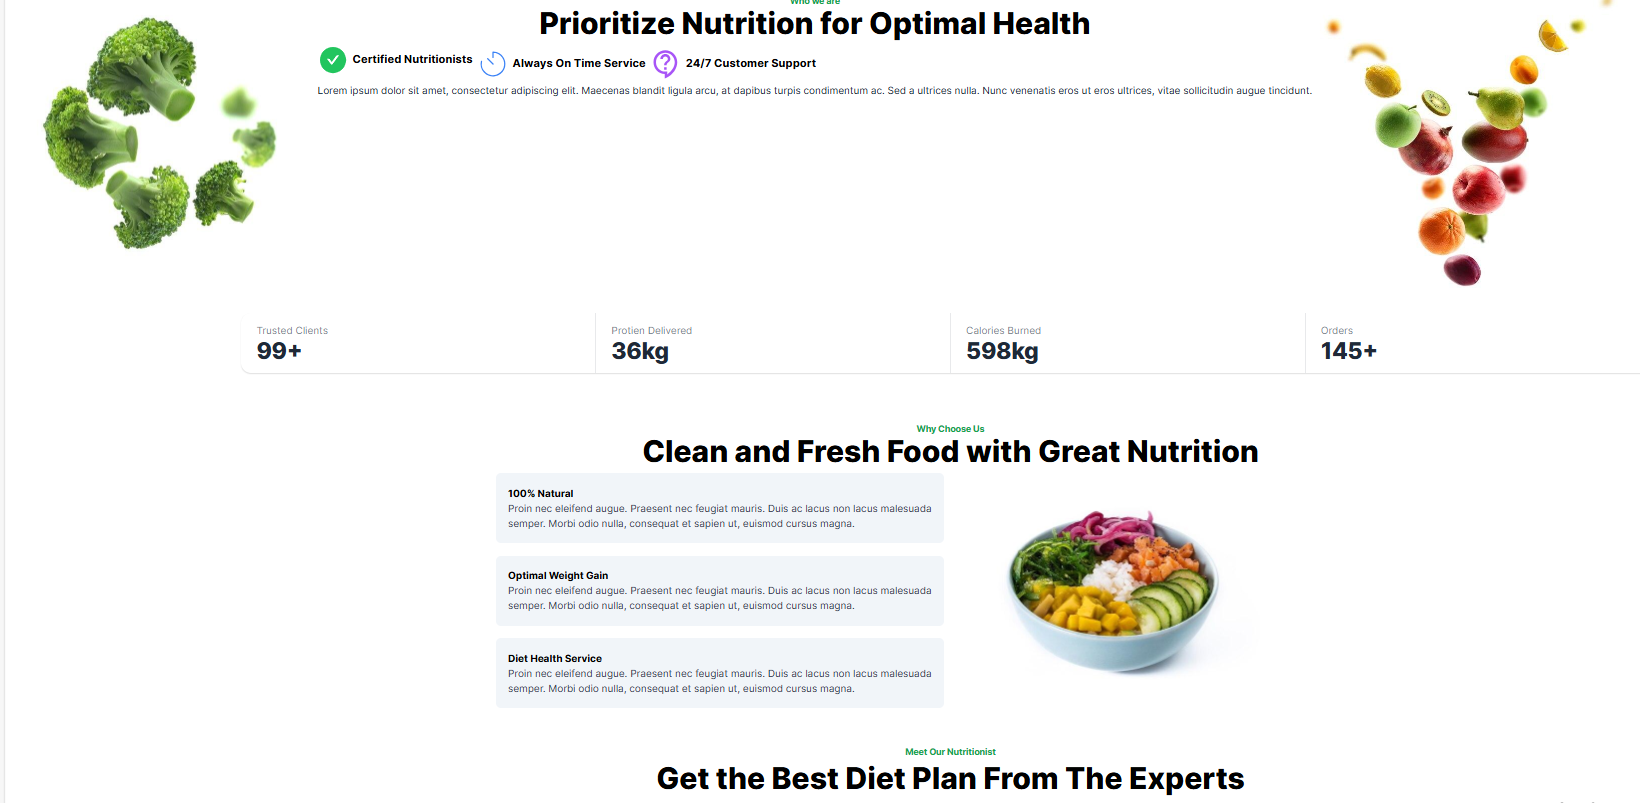 Who we are
Prioritize Nutrition for Optimal Health
Certified Nutritionists
Always On Time Service
24/7 Customer Support
Lorem ipsum dolor sit amet, consectetur adipiscing elit. Maecenas blandit ligula arcu, at dapibus turpis condimentum ac. Sed a ultrices nulla. Nunc venenatis eros ut eros ultrices, vitae sollicitudin augue tincidunt.
Trusted Clients
99+
Protien Delivered
36kg
Calories Burned
598kg
Orders
145+
Why Choose Us
Clean and Fresh Food with Great Nutrition
100% Natural
Proin nec eleifend augue. Praesent nec feugiat mauris. Duis ac lacus non lacus malesuada
semper. Morbi odio nulla, consequat et sapien ut, euismod cursus magna.
Optimal Weight Gain
Proin nec eleifend augue. Praesent nec feugiat mauris. Duis ac lacus non lacus malesuada
semper. Morbi odio nulla, consequat et sapien ut, euismod cursus magna.
Diet Health Service
Proin nec eleifend augue. Praesent nec feugiat mauris. Duis ac lacus non lacus malesuada
semper. Morbi odio nulla, consequat et sapien ut, euismod cursus magna.
Meet Our Nutritionist
Get the Best Diet Plan From The Experts